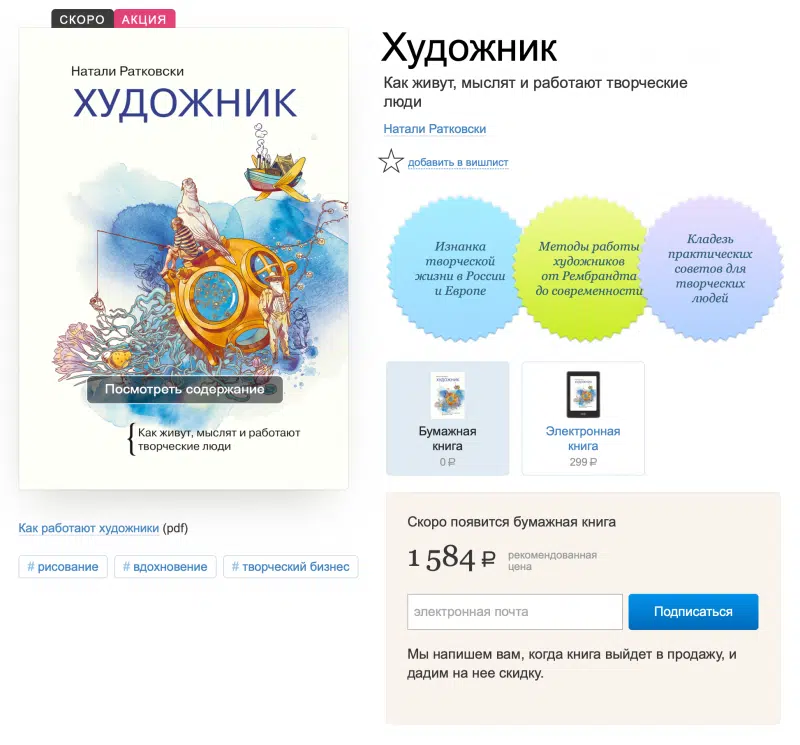 СКОРО АКЦИЯ
Натали Ратковски
ХУДОЖНИК
Посмотреть содержание
Как живут, мыслят и работают
творческие люди
Как работают художники (pdf)
# рисование # вдохновение # творческий бизнес
Художник
Как живут, мыслят и работают творческие
люди
Натали Ратковски
добавить в вишлист
Изнанка
творческой
жизни в России
и Европе
Методы работы
художников
от Рембрандта
до современности
Кладезь
практических
советов для
творческих
людей
Бумажная
книга
0 ₽
Электронная
книга
299 ₽
Скоро появится бумажная книга
1 584 ₽ рекомендованная
цена
электронная почта Подписаться
Мы напишем вам, когда книга выйдет в продажу, и
дадим на нее скидку.